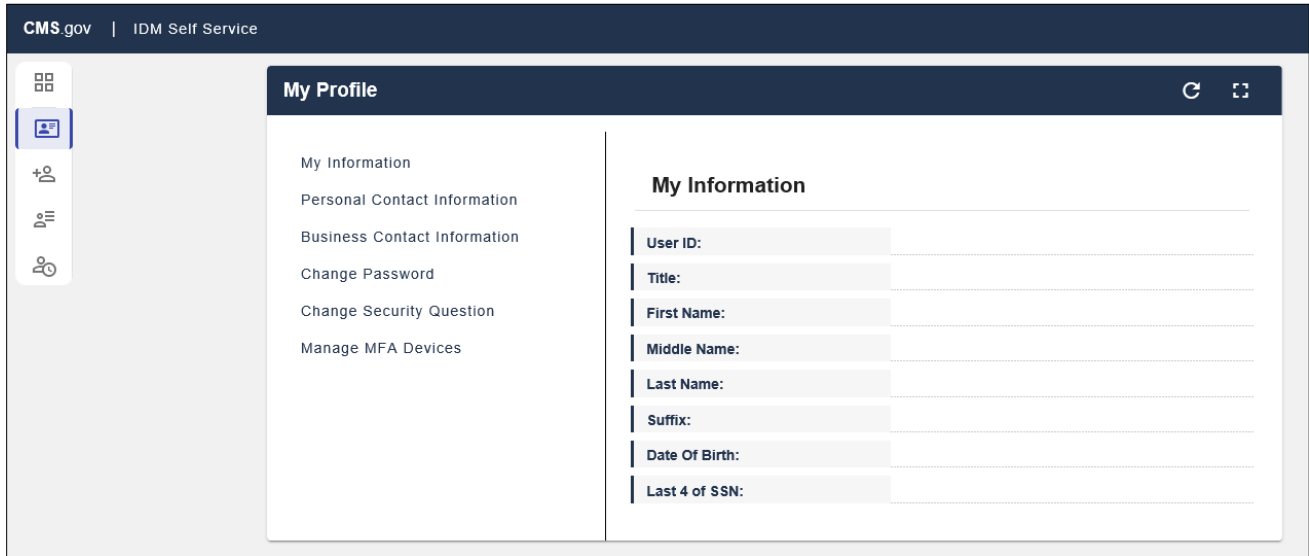 CMS.gov | IDM Self Service
My Profile
My Information
Personal Contact Information
Business Contact Information
Change Password
Change Security Question
Manage MFA Devices
My Information
User ID:
Title:
First Name:
Middle Name:
Last Name:
Suffix:
Date Of Birth:
Last 4 of SSN: